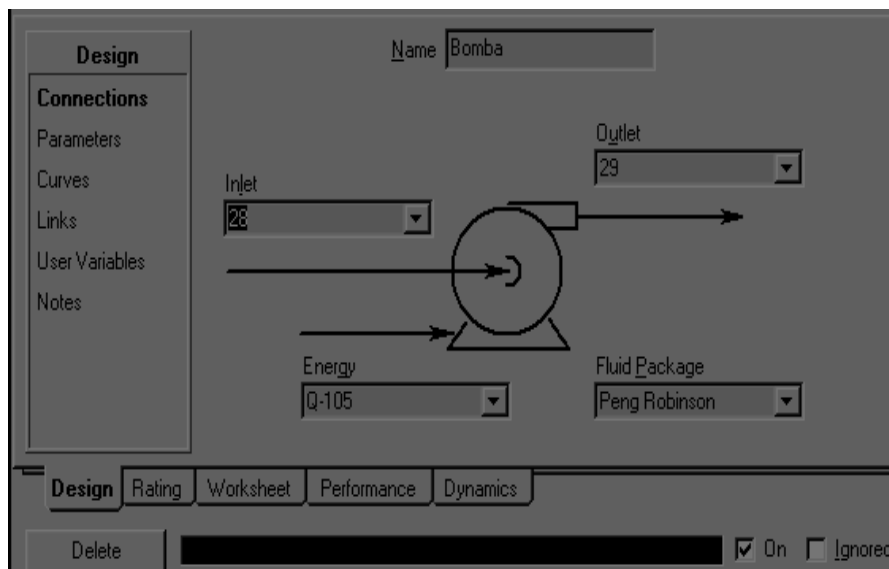 Design
Connections
Parameters
Curves
Links
User Variables
Notes
Name Bomba
Inlet
28
Outlet
29
Energy
Q-105
Fluid Package
Peng Robinson
Design Rating Worksheet Performance Dynamics
Delete On Ignored